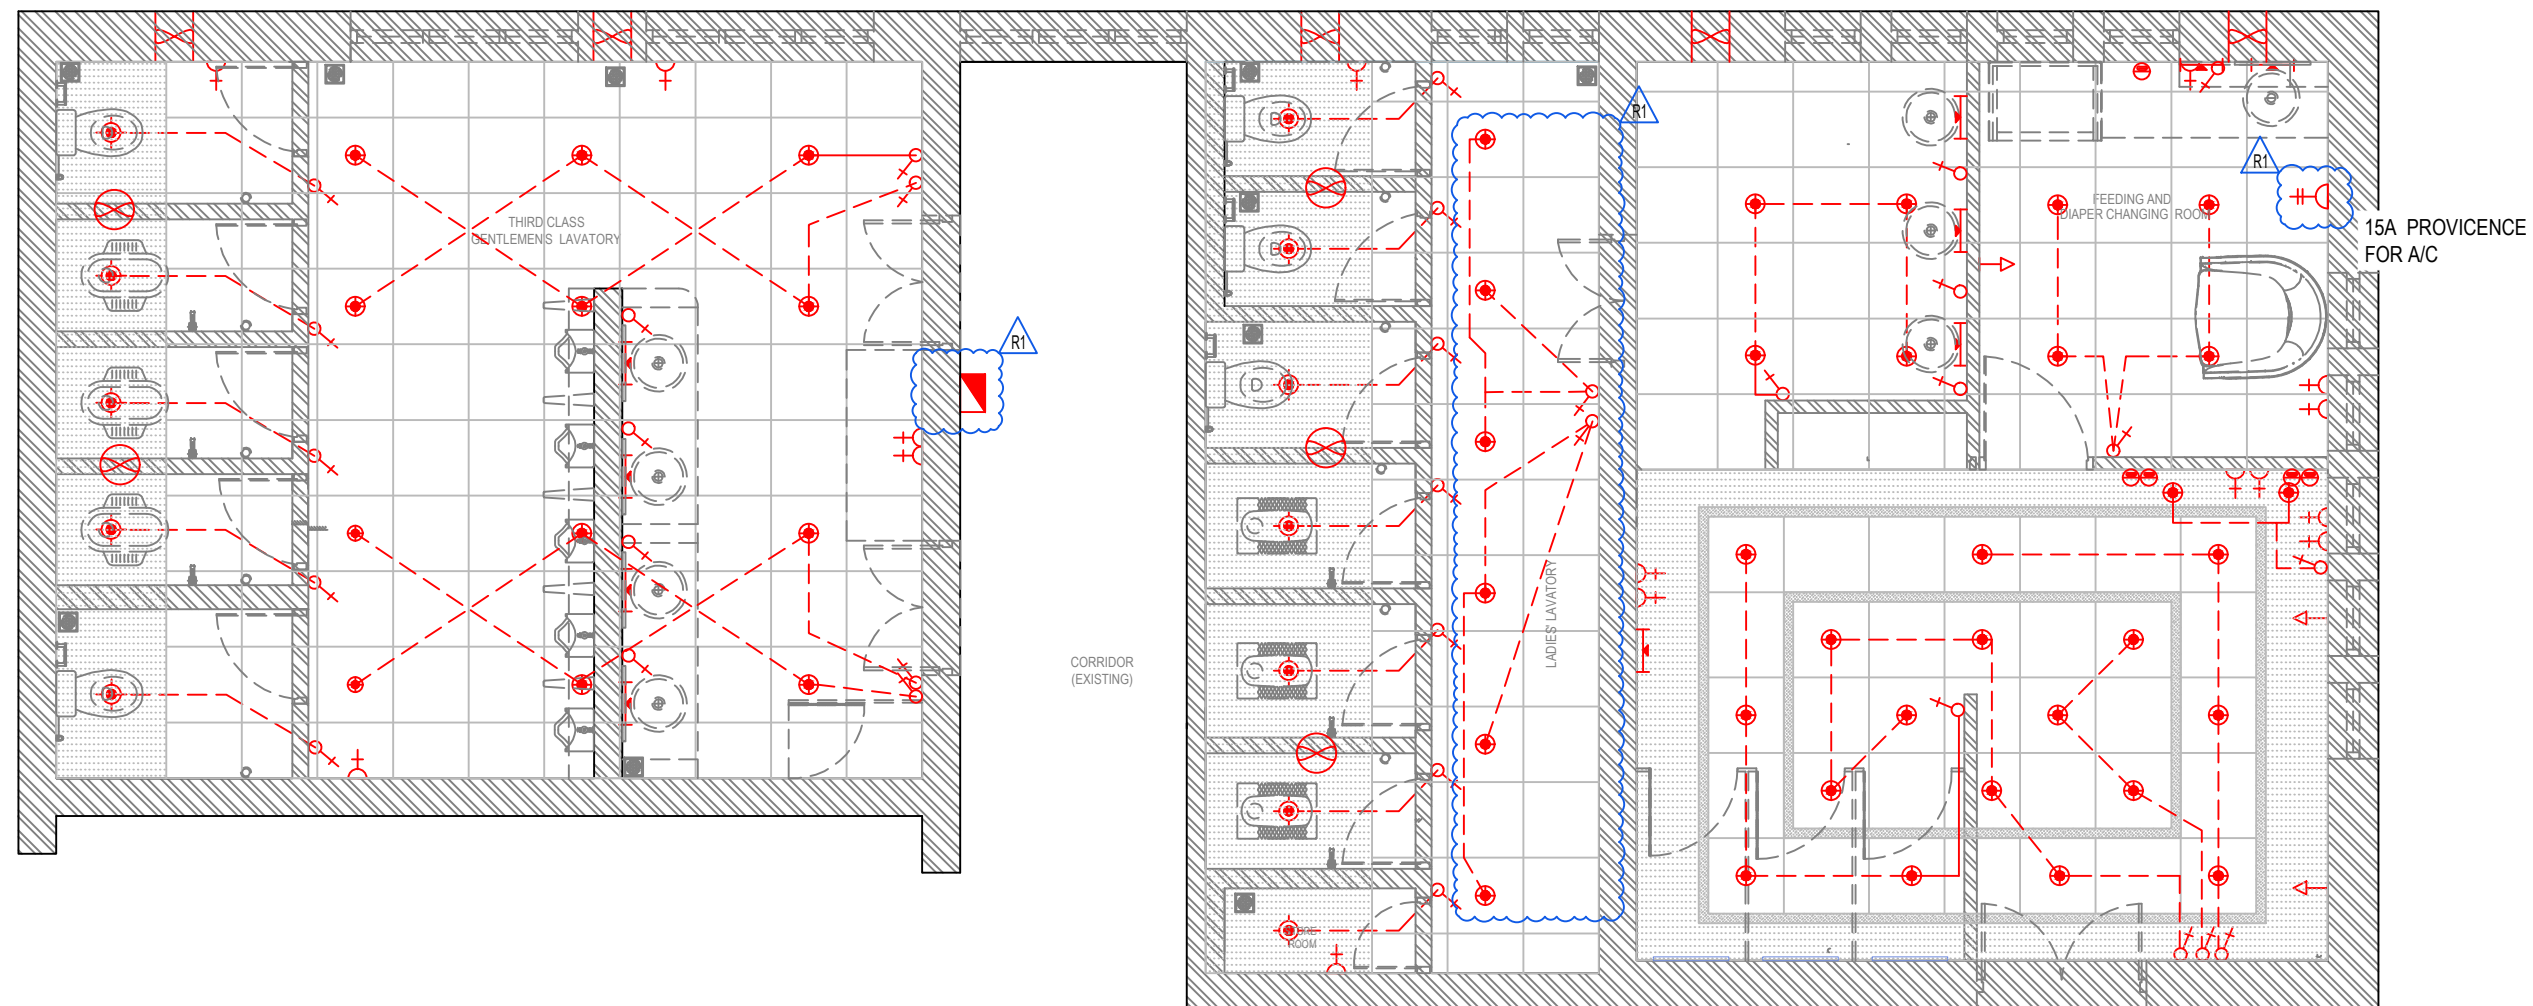 THIRD CLASS
GENTLEMEN'S LAVATORY
R1
CORRIDOR
(EXISTING)
R1
LADIES' LAVATORY
ROOM
R1
FEEDING AND
DIAPER CHANGING ROOM
15A PROVICENCE
FOR A/C